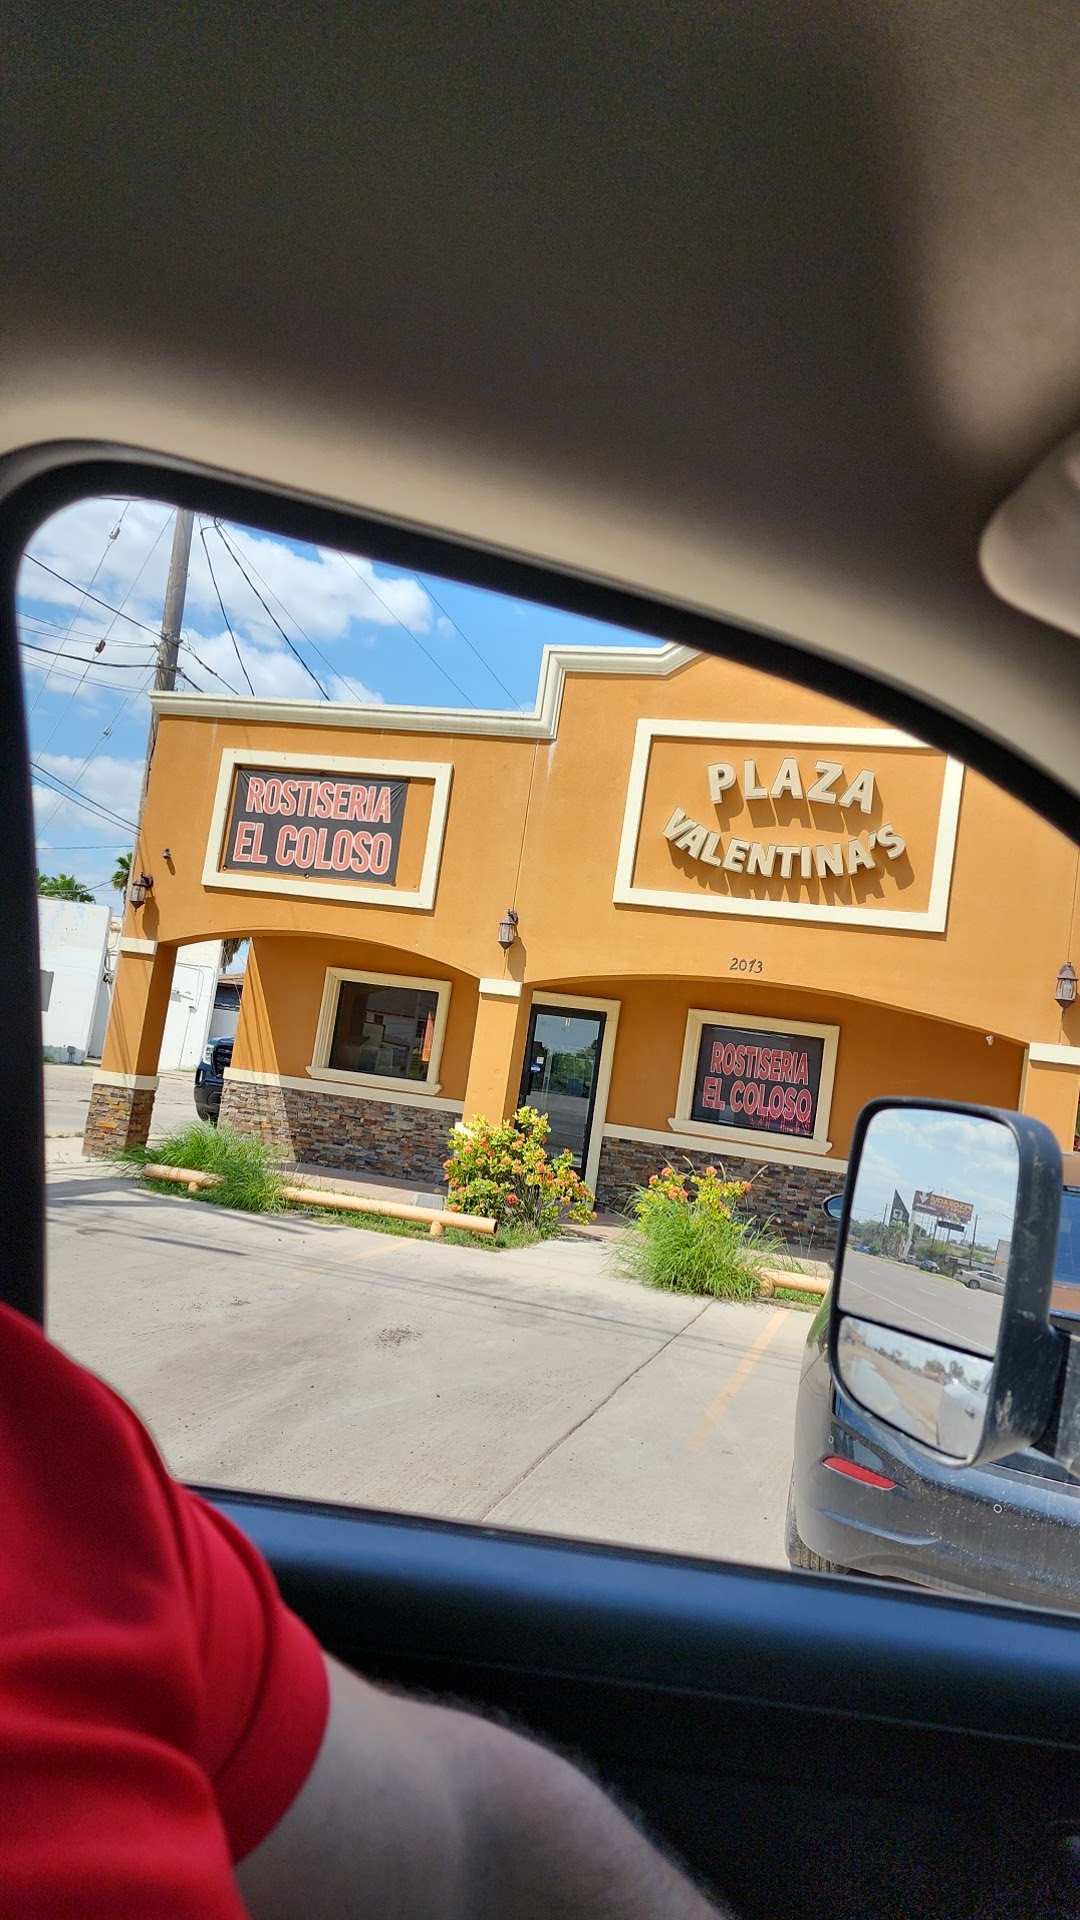 ROSTISERIA
EL COLOSO
PLAZA
VALENTINA'S
2013
ROSTISERIA
EL COLOSO